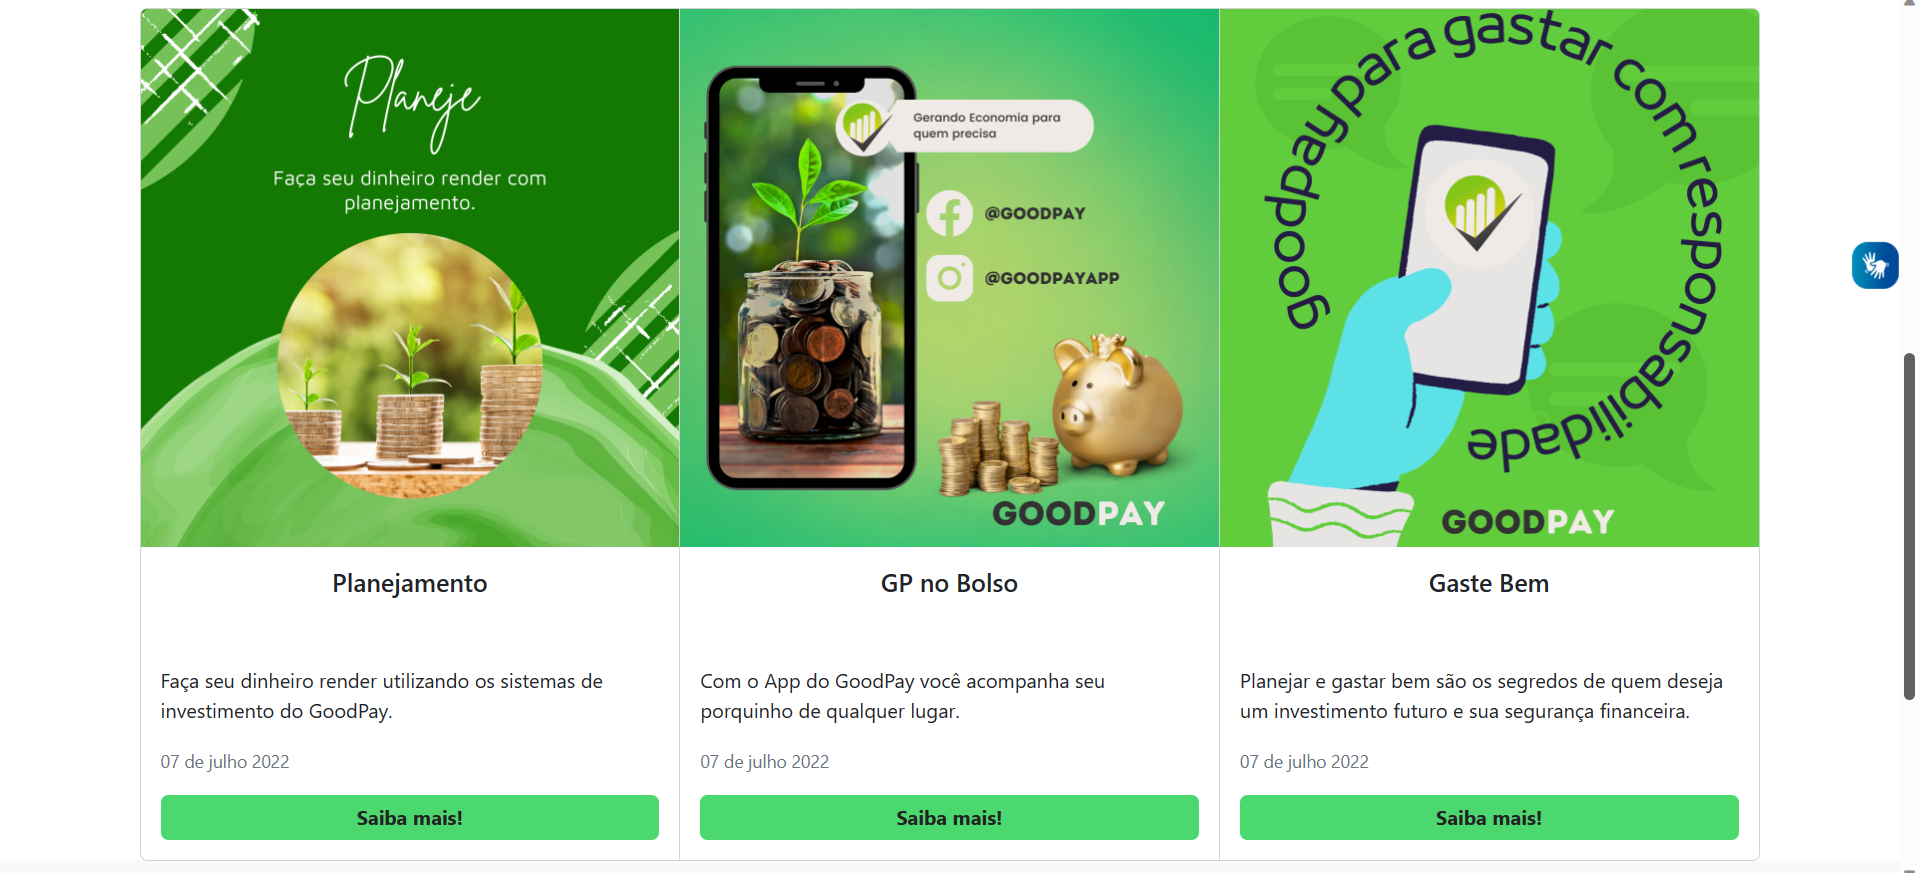 Planeje
Faça seu dinheiro render com
planejamento.
Gerando Economia para
quem precisa
@GOODPAY
@GOODPAYAPP
GOODPAY
goodpay para gastar com responsabilidade
GOODPAY
Planejamento
Faça seu dinheiro render utilizando os sistemas de
investimento do GoodPay.
07 de julho 2022
Saiba mais!
GP no Bolso
Com o App do GoodPay você acompanha seu
porquinho de qualquer lugar.
07 de julho 2022
Saiba mais!
Gaste Bem
Planejar e gastar bem são os segredos de quem deseja
um investimento futuro e sua segurança financeira.
07 de julho 2022
Saiba mais!